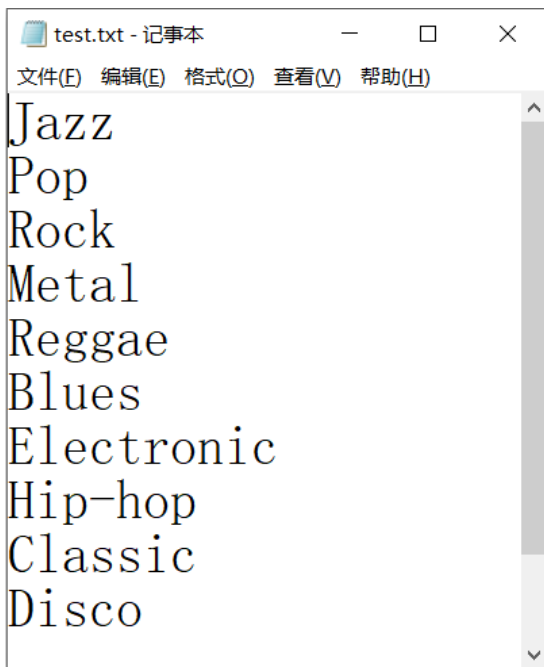 test.txt - 记事本
文件(F) 编辑(E) 格式(O) 查看(V) 帮助(H)
Jazz
Pop
Rock
Metal
Reggae
Blues
Electronic
Hip-hop
Classic
Disco